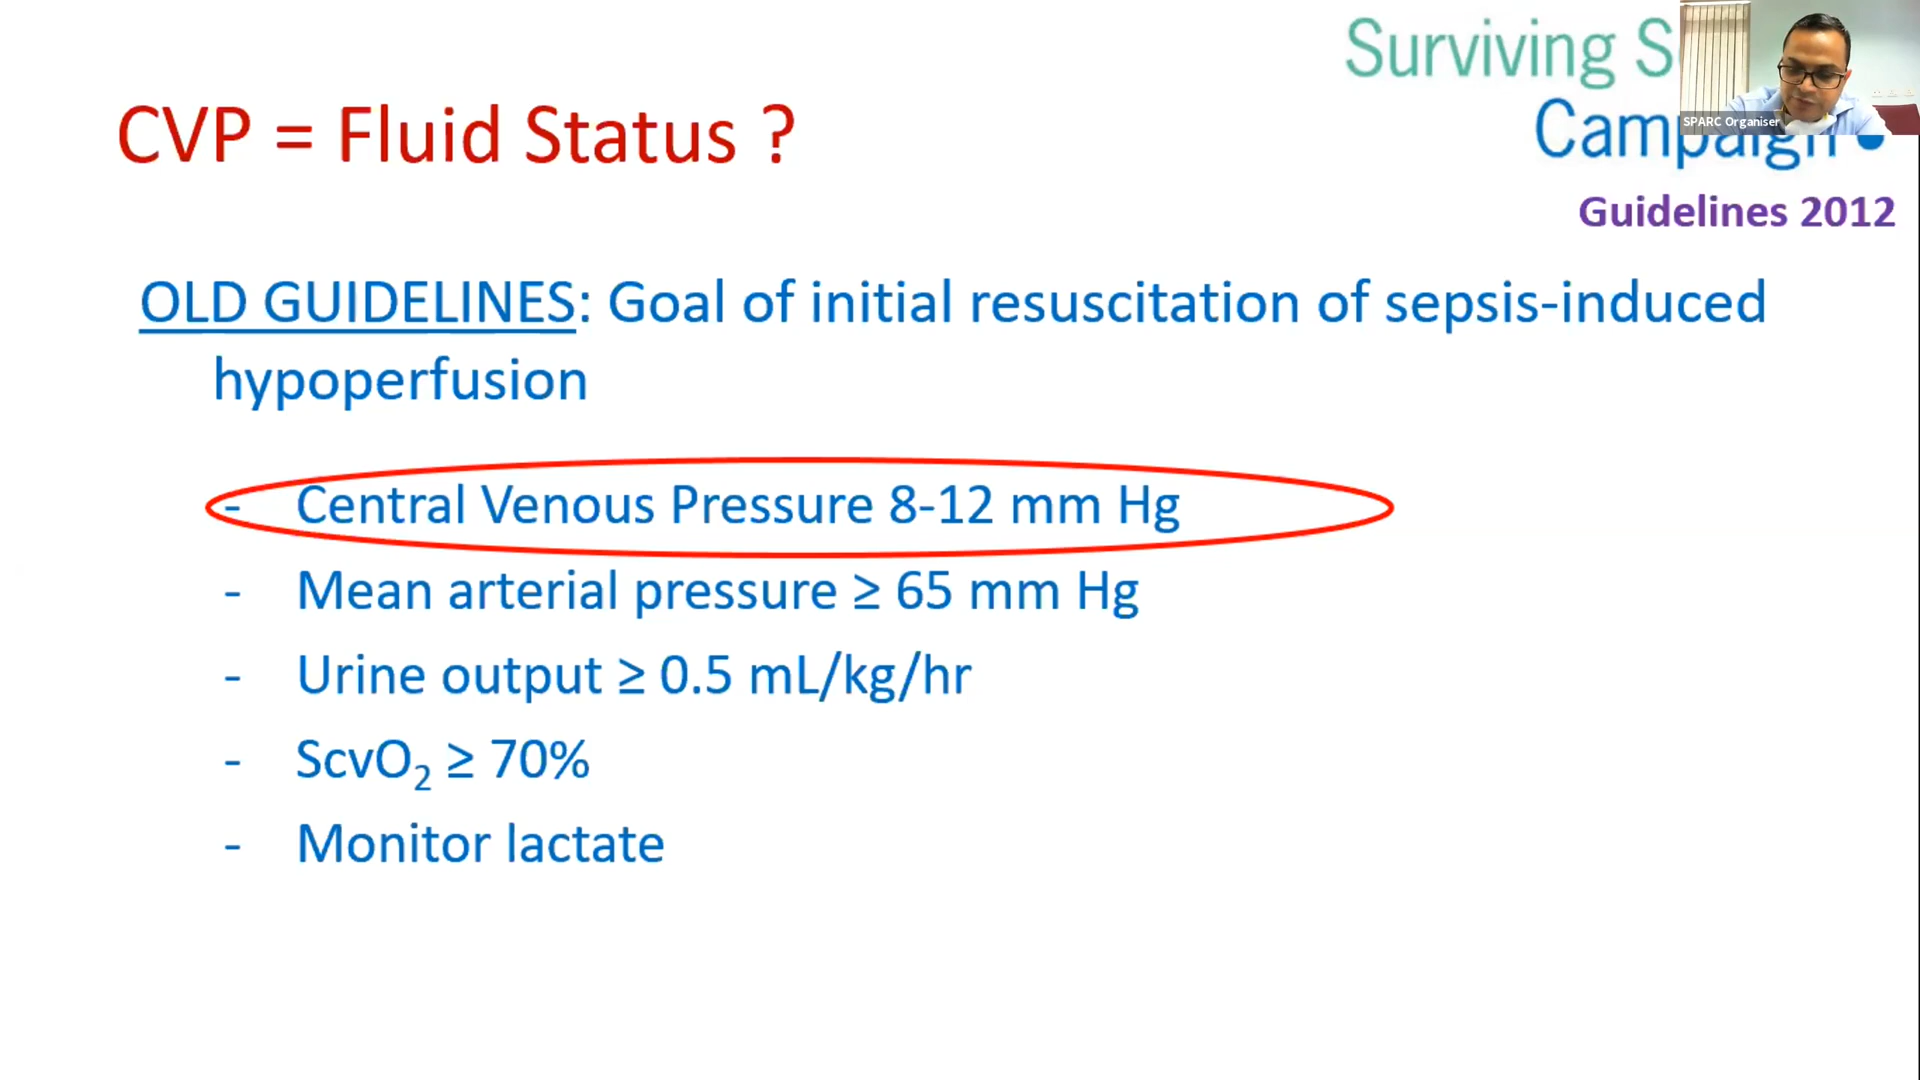 Surviving S
SPARC Organiser
Campaign
CVP = Fluid Status ?
Guidelines 2012
OLD GUIDELINES: Goal of initial resuscitation of sepsis-induced
hypoperfusion
- Central Venous Pressure 8-12 mm Hg
- Mean arterial pressure ≥ 65 mm Hg
- Urine output ≥ 0.5 mL/kg/hr
- ScvO₂ ≥ 70%
- Monitor lactate